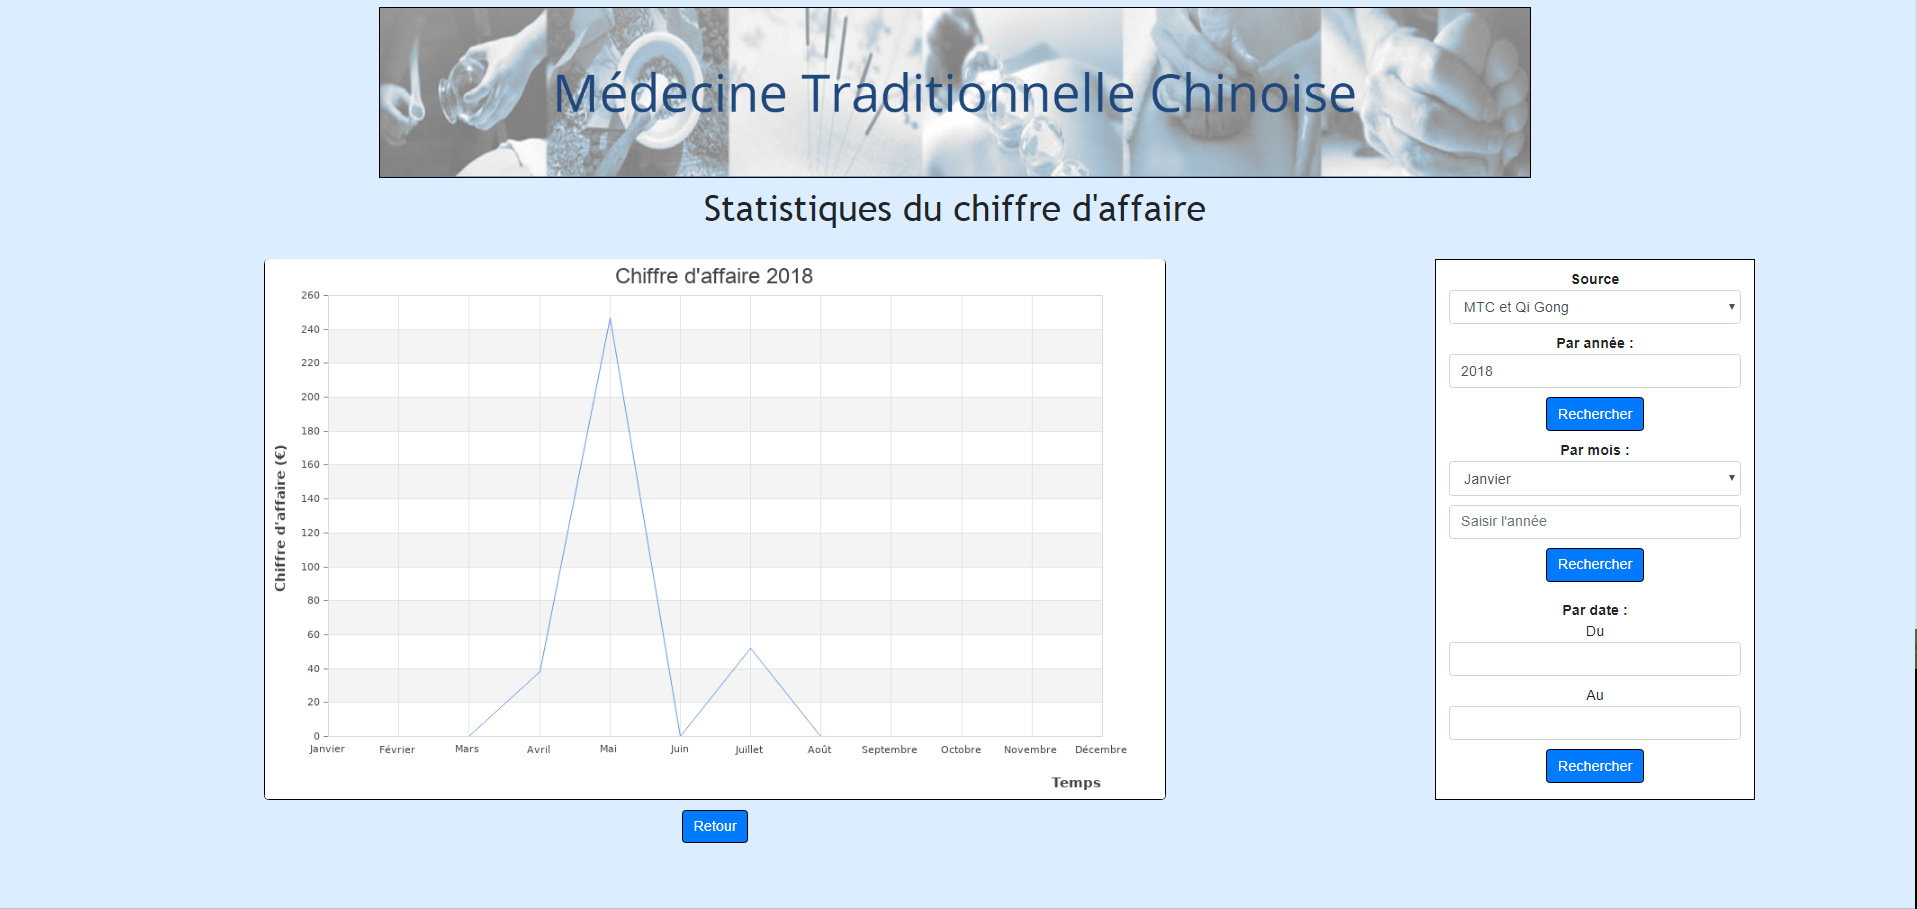 Médecine Traditionnelle Chinoise
Statistiques du chiffre d'affaire
Chiffre d'affaire 2018
260
240
220
200
180
160
140
120
100
80
60
40
20
0
Chiffre d'affaire (€)
Janvier Février Mars Avril Mai Juin Juillet Août Septembre Octobre Novembre Décembre
Temps
Retour
Source
MTC et Qi Gong
Par année :
2018
Rechercher
Par mois :
Janvier
Saisir l'année
Rechercher
Par date :
Du
Au
Rechercher